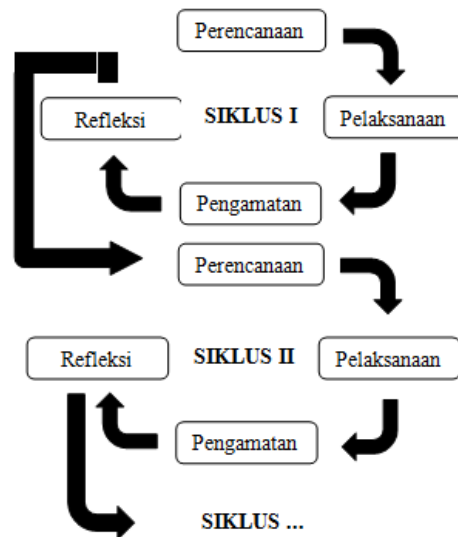 Perencanaan
Refleksi
SIKLUS I
Pelaksanaan
Pengamatan
Perencanaan
Refleksi
SIKLUS II
Pelaksanaan
Pengamatan
SIKLUS ...